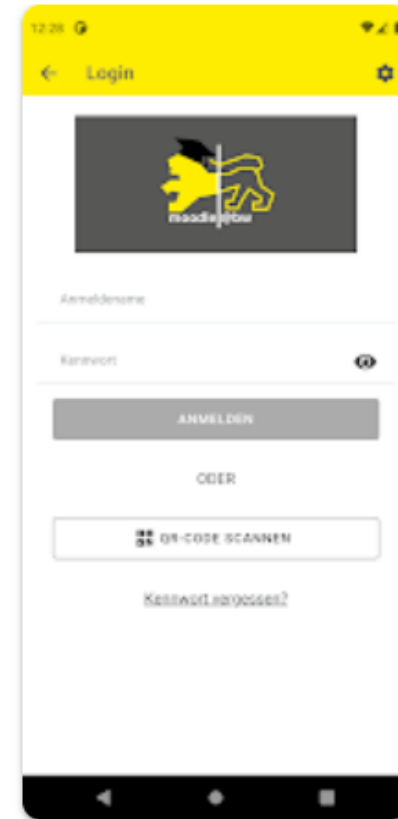 12:28
Login
moodle@bw
Anmeldename
Kennwort
ANMELDEN
ODER
QR-CODE SCANNEN
Kennwort vergessen?